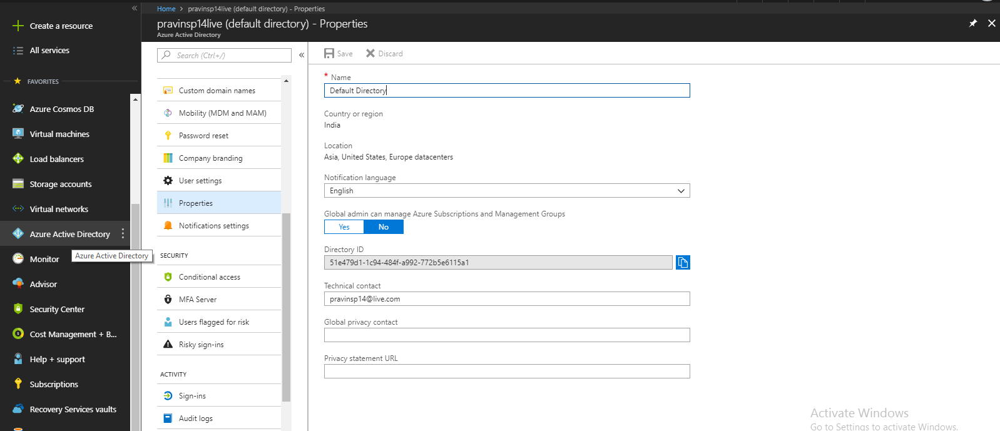 «
Create a resource
All services
FAVORITES
Azure Cosmos DB
Virtual machines
Load balancers
Storage accounts
Virtual networks
Azure Active Directory
Monitor
Azure Active Directory
Advisor
Security Center
Cost Management + B...
Help + support
Subscriptions
Recovery Services vaults
Home > pravinsp14live (default directory) - Properties
pravinsp14live (default directory) - Properties
Azure Active Directory
Search (Ctrl+/)
«
Custom domain names
Mobility (MDM and MAM)
Password reset
Company branding
User settings
Properties
Notifications settings
SECURITY
Conditional access
MFA Server
Users flagged for risk
Risky sign-ins
ACTIVITY
Sign-ins
Audit logs
Save Discard
* Name
Default Directory
Country or region
India
Location
Asia, United States, Europe datacenters
Notification language
English
Global admin can manage Azure Subscriptions and Management Groups
Yes No
Directory ID
51e479d1-1c94-484f-a992-772b5e6115a1
Technical contact
pravinsp14@live.com
Global privacy contact
Privacy statement URL
Activate Windows
Go to Settings to activate Windows.